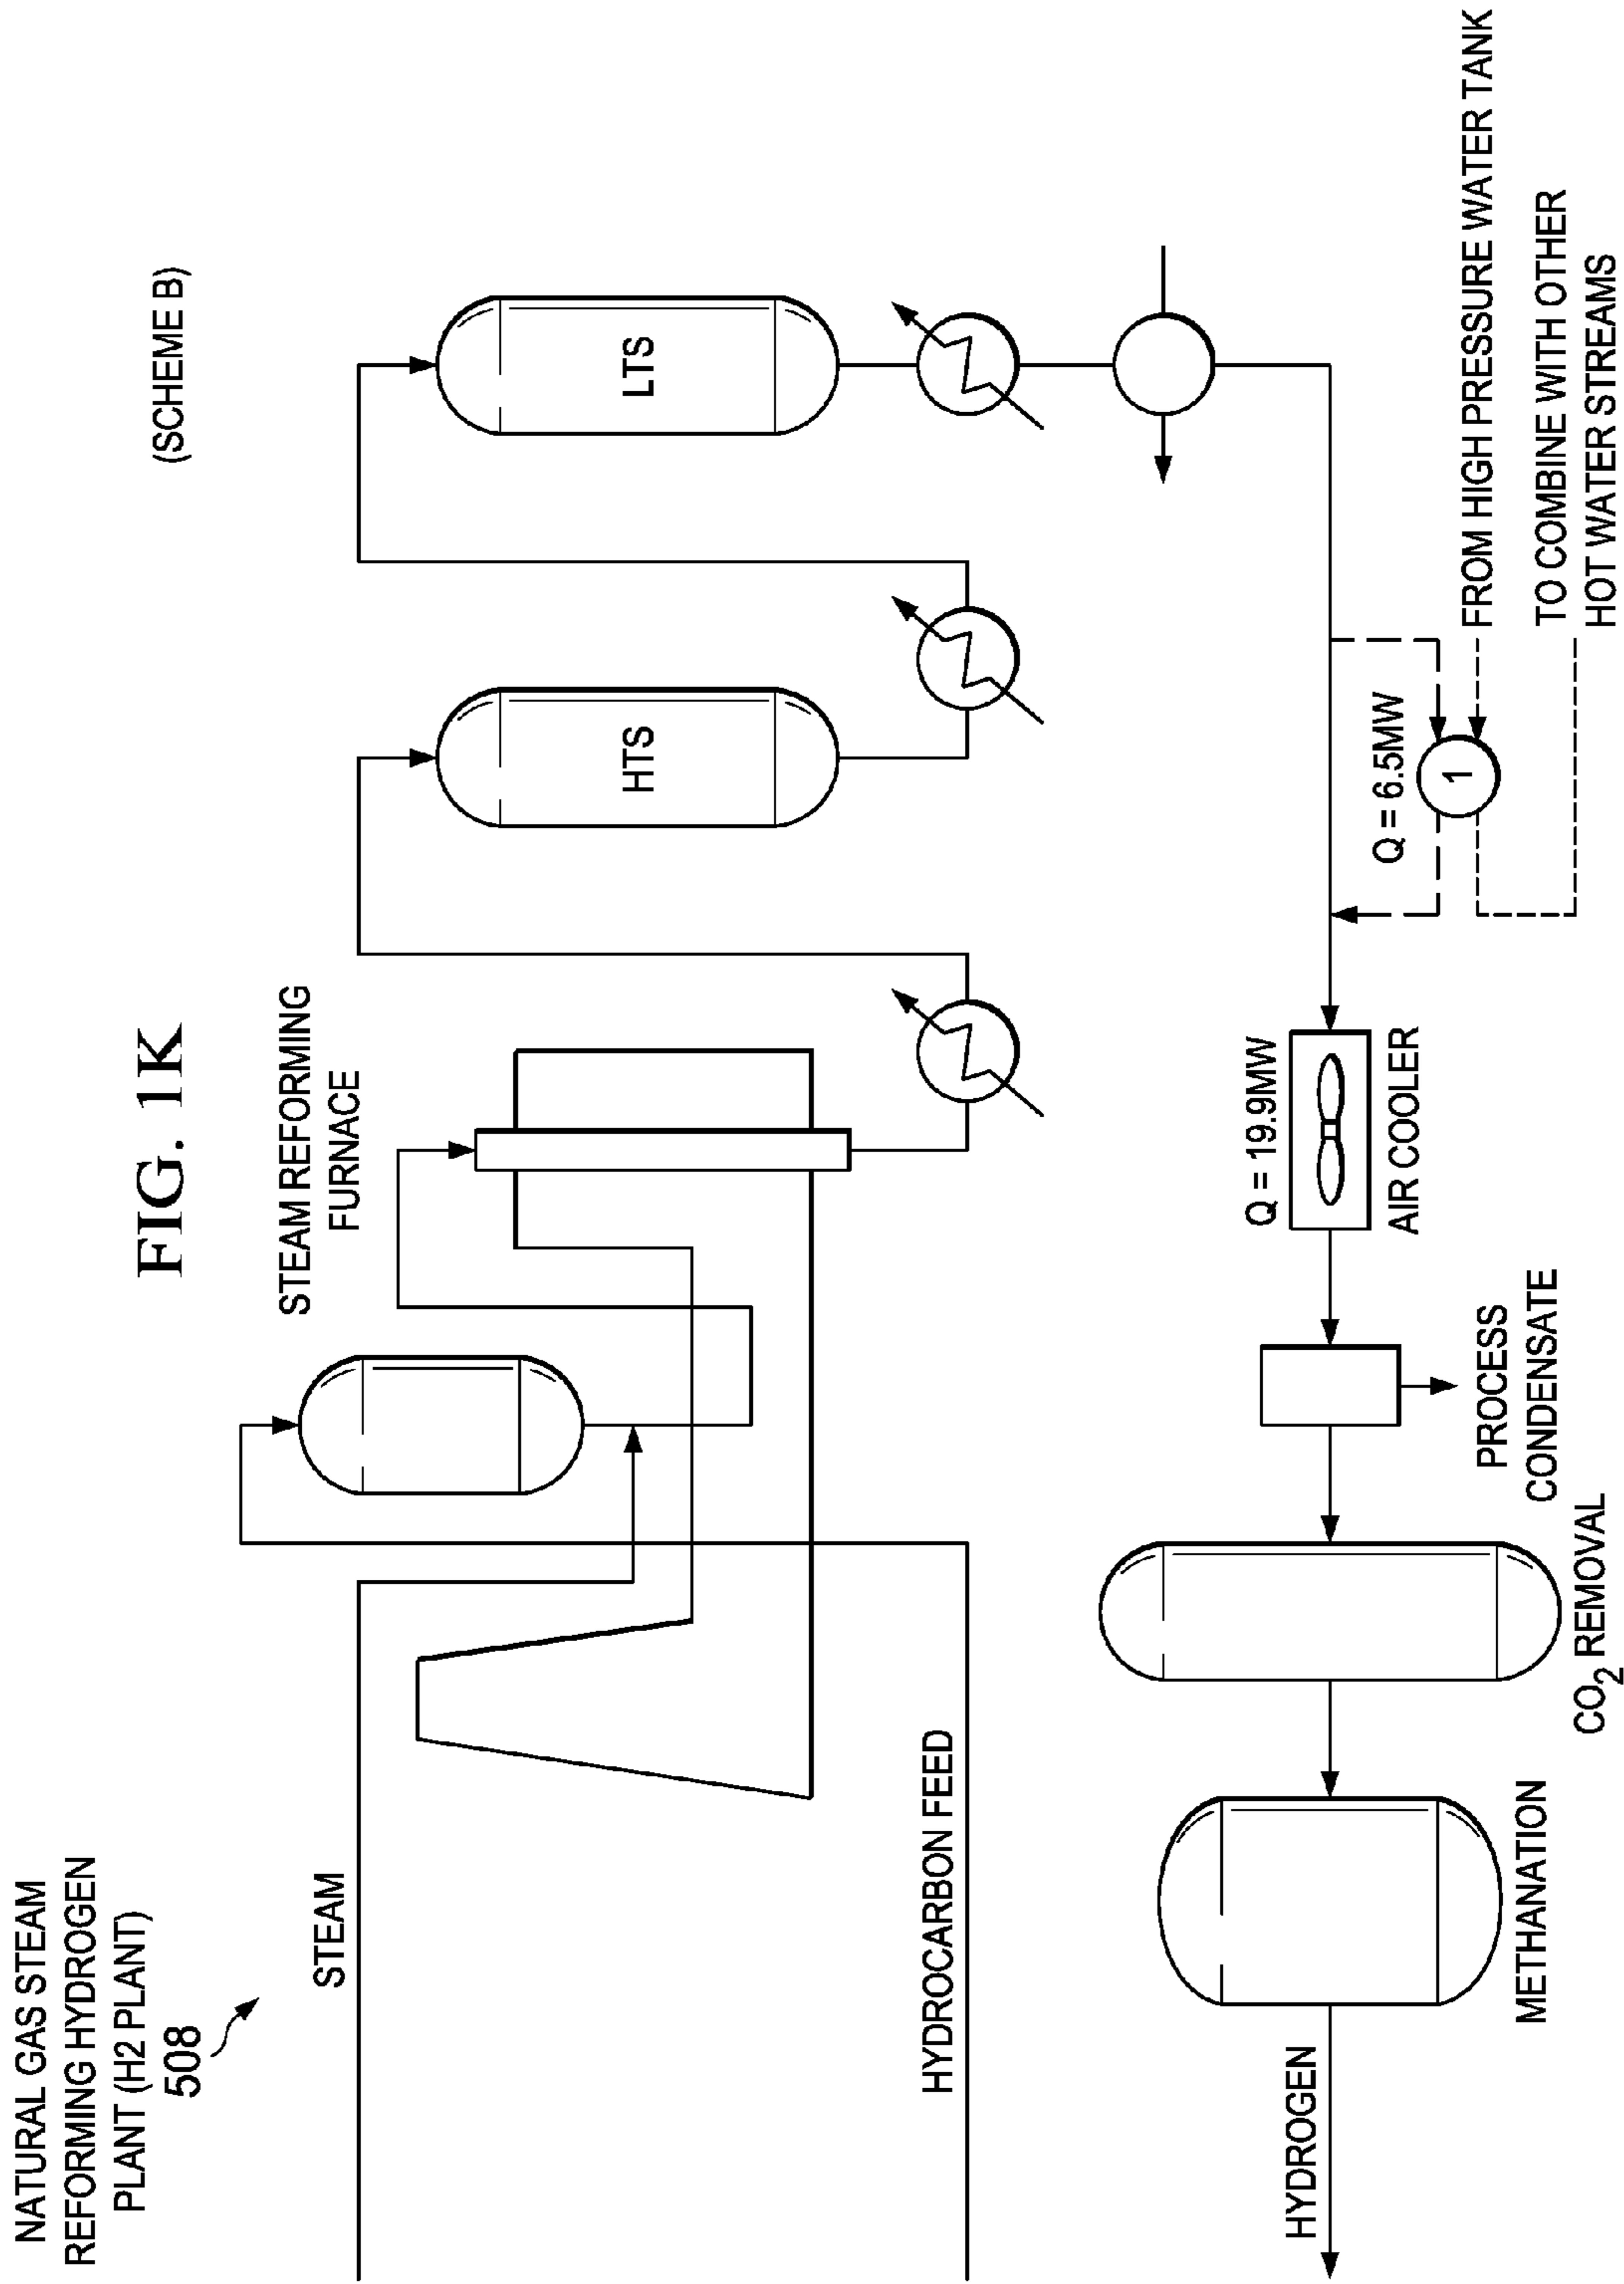 FIG. 1K
(SCHEME B)
NATURAL GAS STEAM
REFORMING HYDROGEN
PLANT (H2 PLANT)
508
STEAM
STEAM REFORMING
FURNACE
HTS
LTS
HYDROCARBON FEED
HYDROGEN
METHANATION
CO2 REMOVAL
PROCESS
CONDENSATE
Q = 19.9MW
AIR COOLER
Q = 6.5MW
1
FROM HIGH PRESSURE WATER TANK
TO COMBINE WITH OTHER
HOT WATER STREAMS